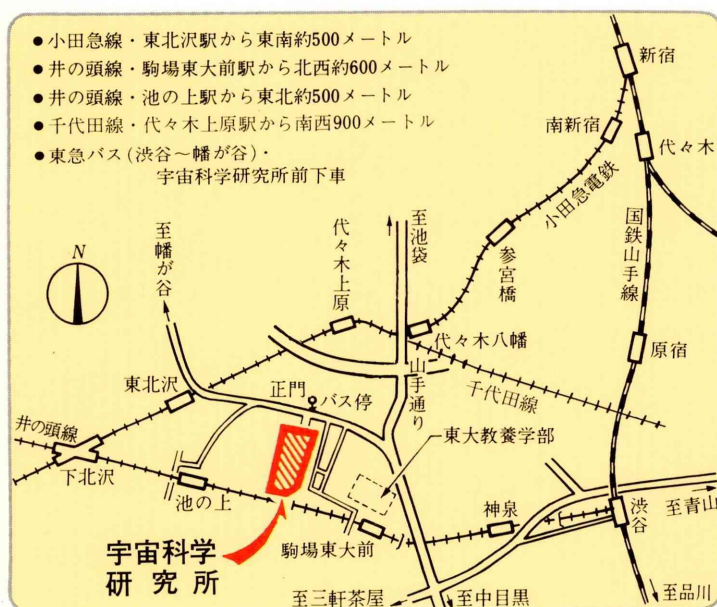 ●小田急線・東北沢駅から東南約500メートル
●井の頭線・駒場東大前駅から北西約600メートル
●井の頭線・池の上駅から東北約500メートル
●千代田線・代々木上原駅から南西900メートル
●東急バス(渋谷〜幡が谷)・
宇宙科学研究所前下車
新宿
南新宿
代々木
小田急電鉄
国鉄山手線
参宮橋
至池袋
代々木上原
至幡が谷
N
代々木八幡
原宿
山手通り
千代田線
東北沢
正門
バス停
井の頭線
東大教養学部
下北沢
池の上
神泉
至青山
渋谷
駒場東大前
宇宙科学
研究所
至三軒茶屋
至中目黒
至品川